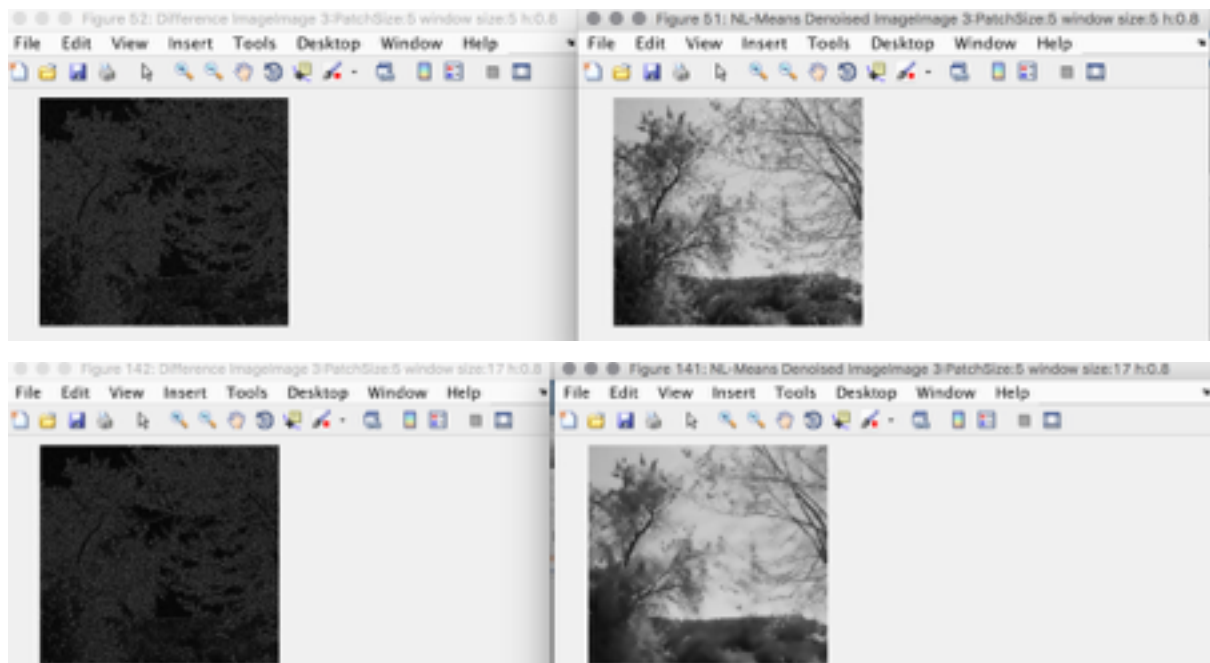 Figure 52: Difference ImageImage 3:PatchSize:5 window size:5 h:0.8
Figure 51: NL-Means Denoised ImageImage 3:PatchSize:5 window size:5 h:0.8
File Edit View Insert Tools Desktop Window Help
File Edit View Insert Tools Desktop Window Help
Figure 142: Difference ImageImage 3:PatchSize:5 window size:17 h:0.8
Figure 141: NL-Means Denoised ImageImage 3:PatchSize:5 window size:17 h:0.8
File Edit View Insert Tools Desktop Window Help
File Edit View Insert Tools Desktop Window Help